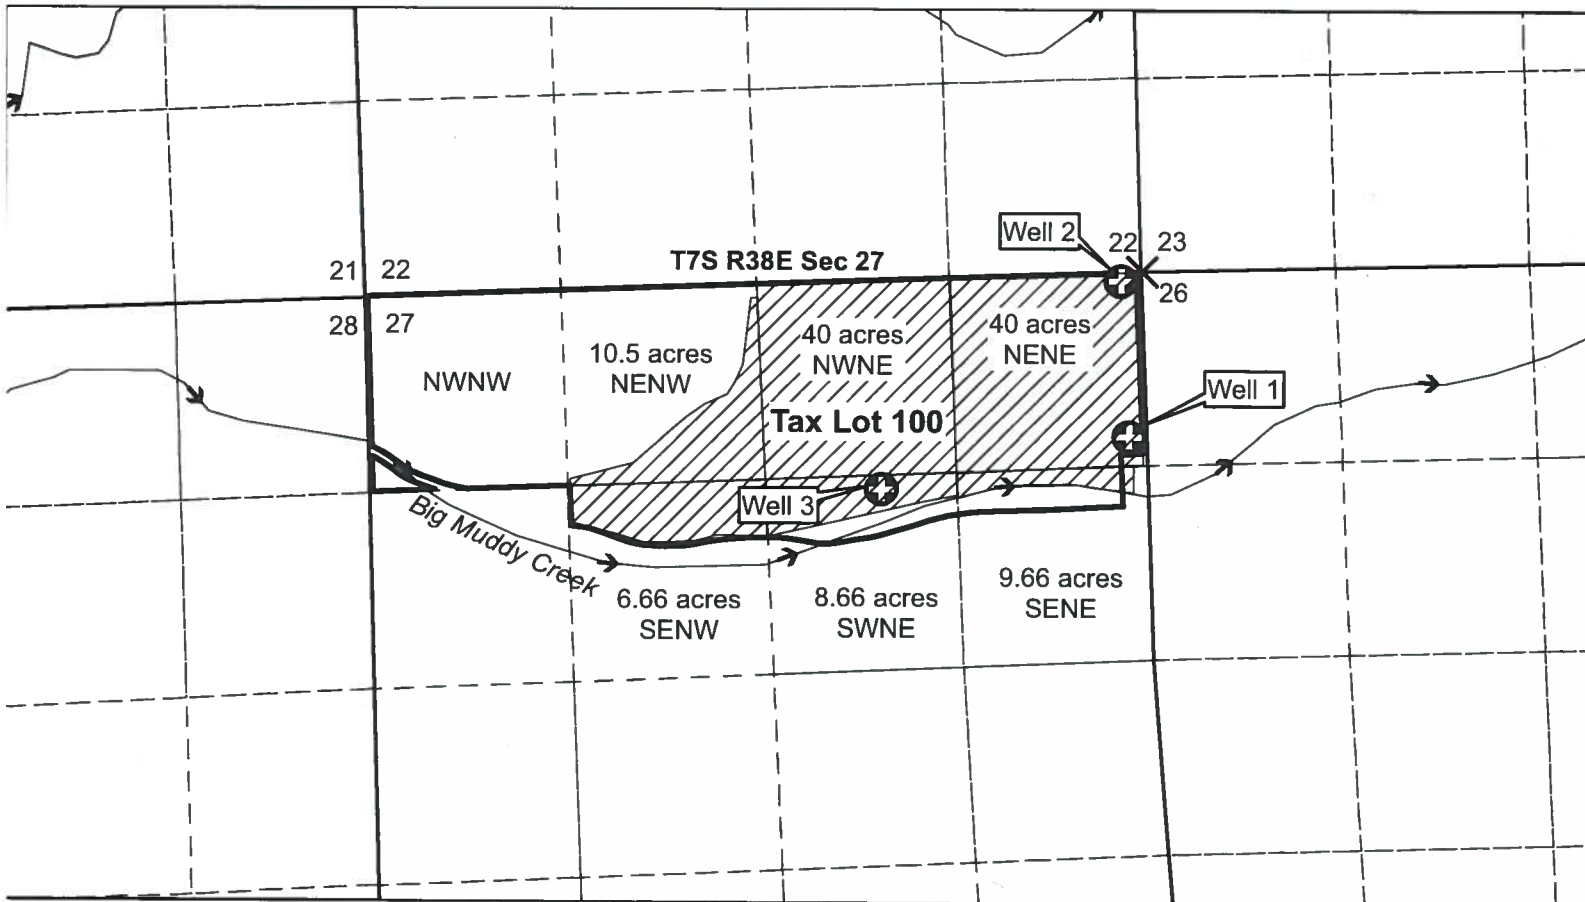 Well 2
22 23
T7S R38E Sec 27
21 22
26
28 27
10.5 acres
NENW
40 acres
NWNE
40 acres
NENE
NWNW
Well 1
Tax Lot 100
Well 3
Big Muddy Creek
6.66 acres
SENW
8.66 acres
SWNE
9.66 acres
SENE